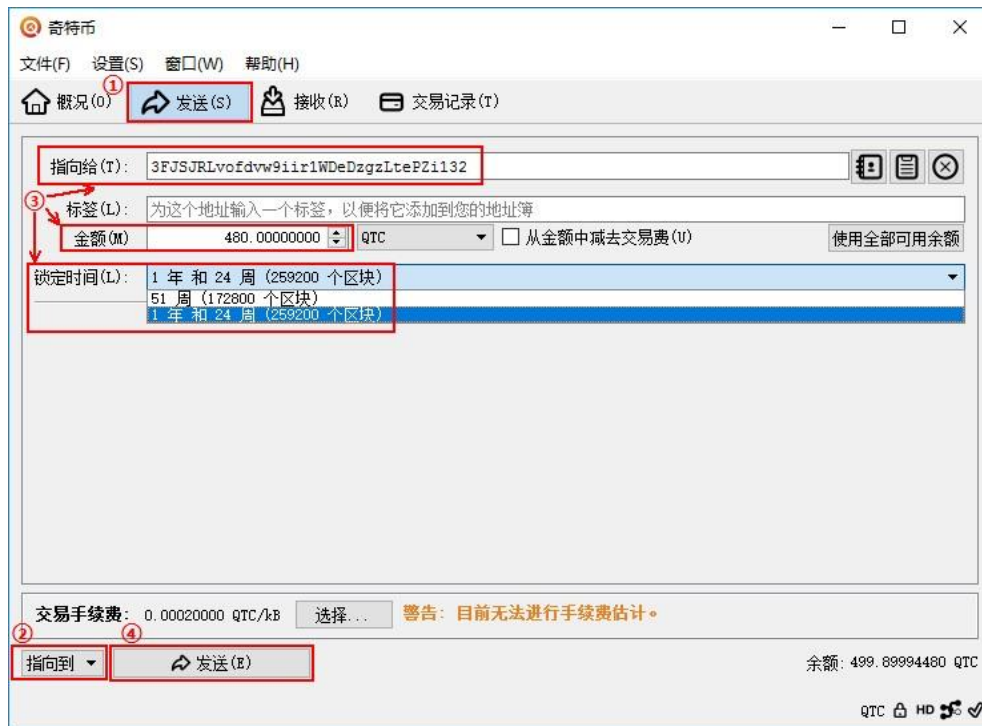 奇特币
文件(F) 设置(S) 窗口(W) 帮助(H)
① 概况(O) 发送(S) 接收(R) 交易记录(T)
指向给(T): 3FJSJRLvofdvw9iir1WDeDzgzLtePZi132
③ 标签(L): 为这个地址输入一个标签，以便将它添加到您的地址簿
金额(M) 480.00000000 QTC 从金额中减去交易费(U) 使用全部可用余额
锁定时间(L): 1 年 和 24 周 (259200 个区块)
51 周 (172800 个区块)
1 年 和 24 周 (259200 个区块)
交易手续费: 0.00020000 QTC/kB 选择... 警告: 目前无法进行手续费估计。
② ④
指向到 发送(E) 余额: 499.89994480 QTC
QTC HD